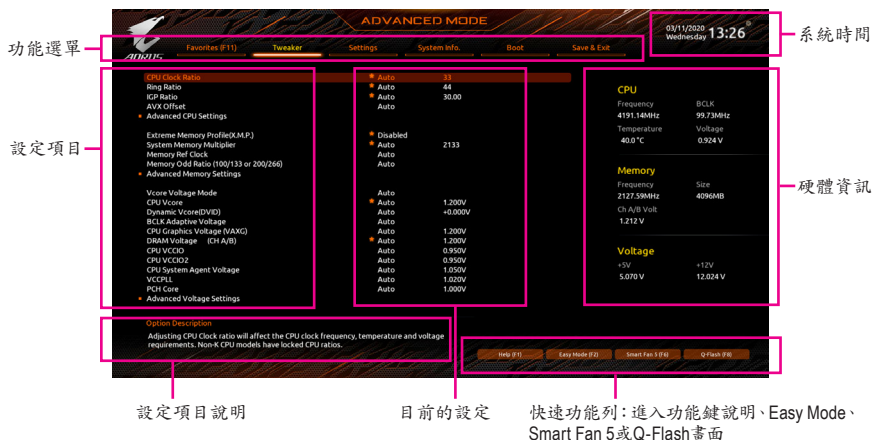 ADVANCED MODE
03/11/2020
Wednesday 13:26
系統時間
功能選單
AORUS
Favorites (F11) Tweaker Settings System Info. Boot Save & Exit
設定項目
CPU Clock Ratio Auto 33
Ring Ratio Auto 44
IGP Ratio Auto 30.00
AVX Offset Auto
Advanced CPU Settings
Extreme Memory Profile(X.M.P.) Disabled
System Memory Multiplier Auto 2133
Memory Ref Clock Auto
Memory Odd Ratio (100/133 or 200/266) Auto
Advanced Memory Settings
Vcore Voltage Mode Auto
CPU Vcore Auto 1.200V
Dynamic Vcore(DVID) Auto +0.000V
BCLK Adaptive Voltage Auto
CPU Graphics Voltage (VAXG) Auto 1.200V
DRAM Voltage (CH A/B) Auto 1.200V
CPU VCCIO Auto 0.950V
CPU VCCIO2 Auto 0.950V
CPU System Agent Voltage Auto 1.050V
VCCPLL Auto 1.020V
PCH Core Auto 1.000V
Advanced Voltage Settings
CPU
Frequency BCLK
4191.14MHz 99.73MHz
Temperature Voltage
40.0 °C 0.924 V
Memory
Frequency Size
2127.59MHz 4096MB
Ch A/B Volt
1.212 V
Voltage
+5V +12V
5.070 V 12.024 V
硬體資訊
Option Description
Adjusting CPU Clock ratio will affect the CPU clock frequency, temperature and voltage
requirements. Non-K CPU models have locked CPU ratios.
Help (F1) Easy Mode (F2) Smart Fan 5 (F6) Q-Flash (F8)
設定項目說明
目前的設定
快速功能列:進入功能鍵說明、Easy Mode、
Smart Fan 5或Q-Flash畫面